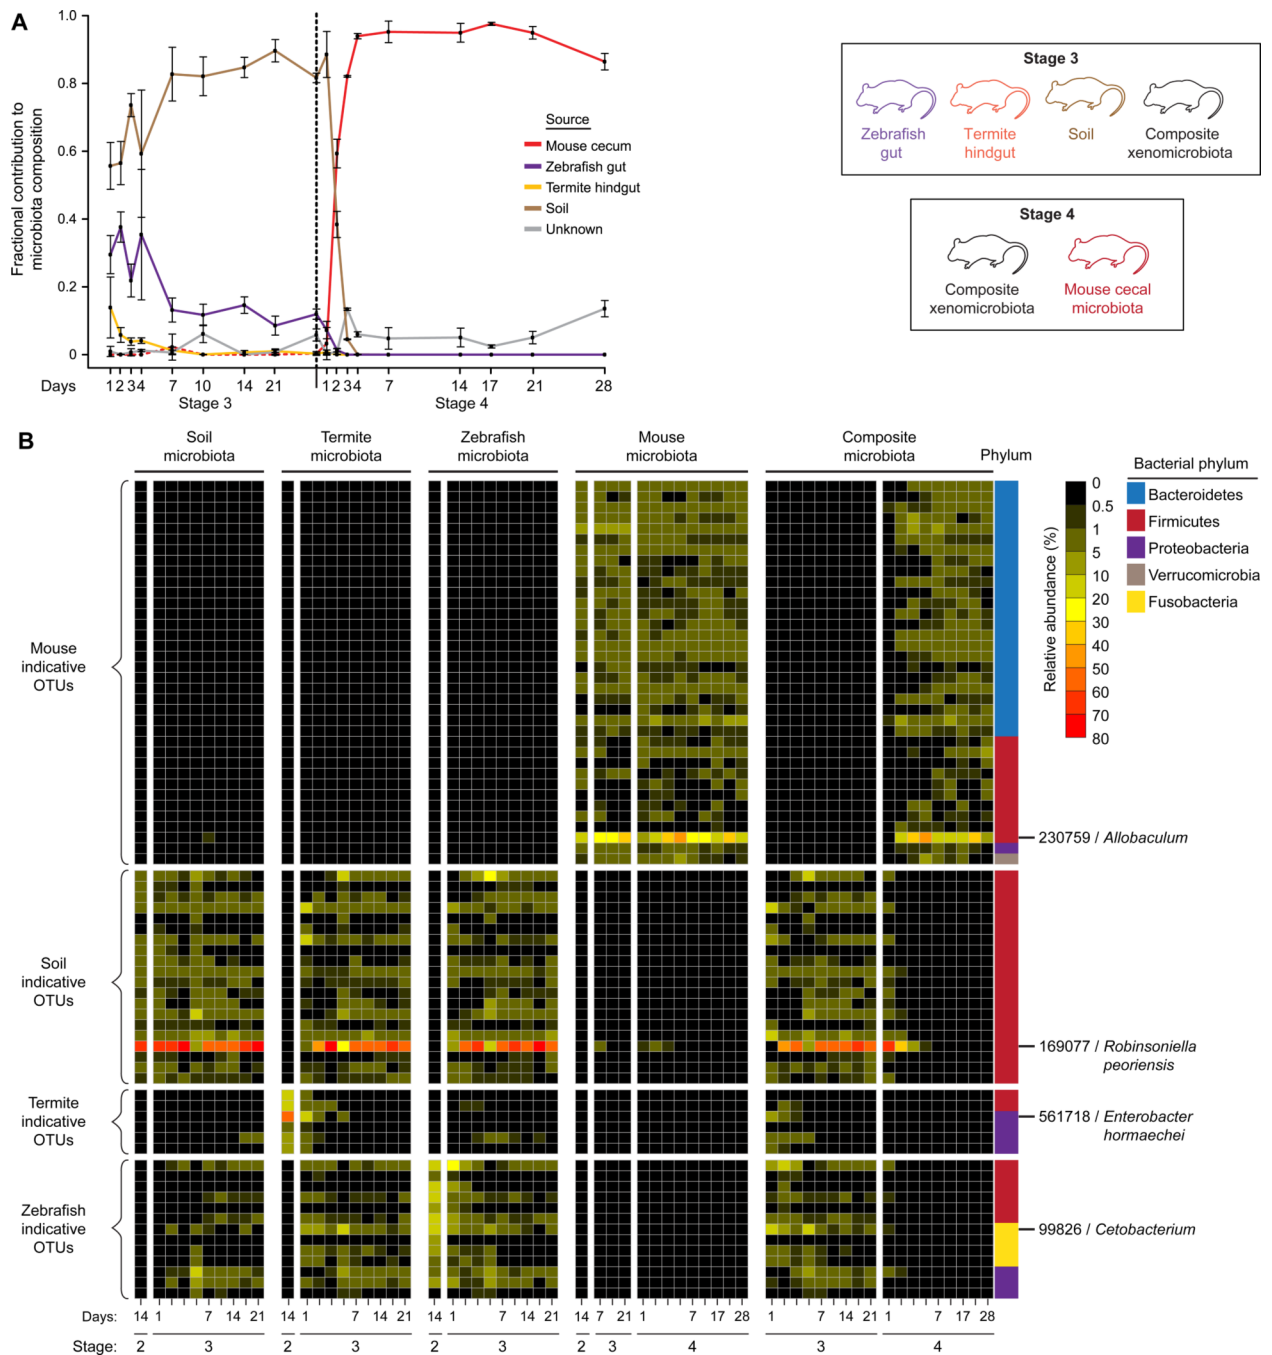 A
1.0
0.8
0.6
0.4
0.2
0
Fractional contribution to
microbiota composition
Source
Mouse cecum
Zebrafish gut
Termite hindgut
Soil
Unknown
Days
1 2 3 4 7 10 14 21 1 2 3 4 7 14 17 21 28
Stage 3 Stage 4
Stage 3
Zebrafish
gut
Termite
hindgut
Soil
Composite
xenomicrobiota
Stage 4
Composite
xenomicrobiota
Mouse cecal
microbiota
B
Soil
microbiota
Termite
microbiota
Zebrafish
microbiota
Mouse
microbiota
Composite
microbiota
Phylum
Relative abundance (%)
0
0.5
1
5
10
20
30
40
50
60
70
80
Bacterial phylum
Bacteroidetes
Firmicutes
Proteobacteria
Verrucomicrobia
Fusobacteria
Mouse
indicative
OTUs
230759 / Allobaculum
Soil
indicative
OTUs
169077 / Robinsoniella
peoriensis
Termite
indicative
OTUs
561718 / Enterobacter
hormaechei
Zebrafish
indicative
OTUs
99826 / Cetobacterium
Days: 14 1 7 14 21 14 1 7 14 21 14 1 7 14 21 14 7 21 1 7 17 28 1 7 14 21 1 7 17 28
Stage: 2 3 2 3 2 3 2 3 4 3 4